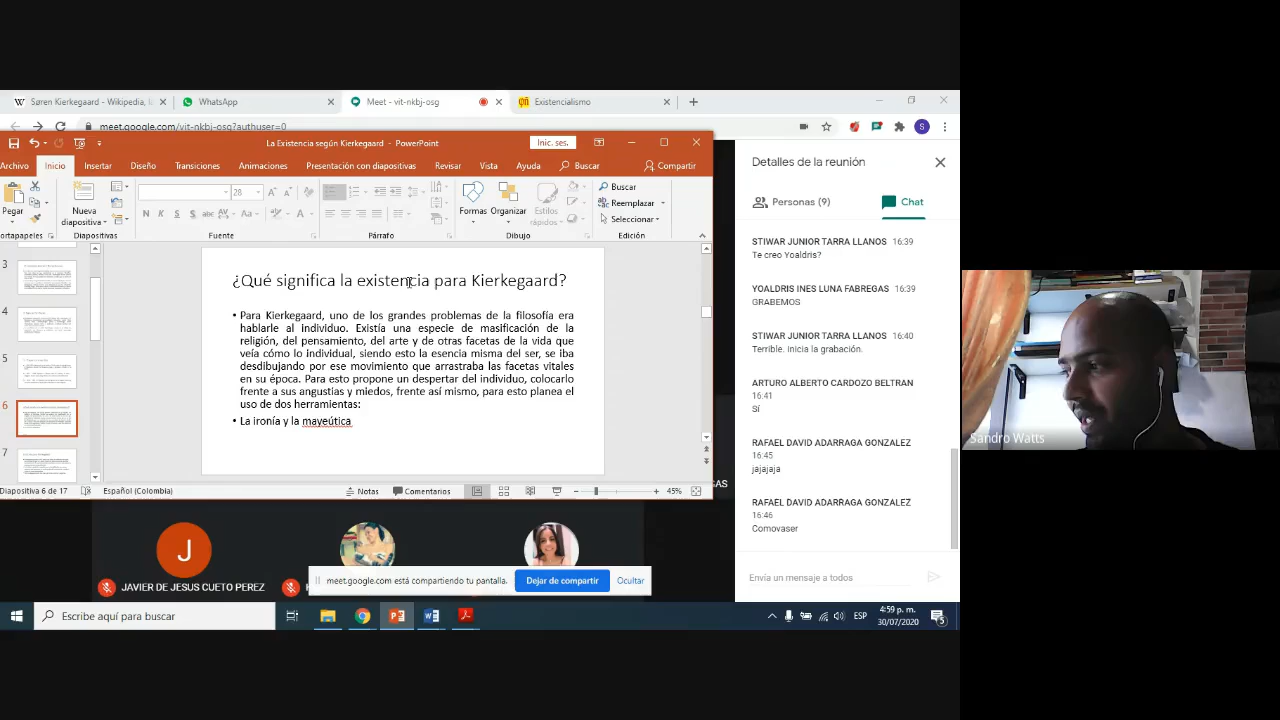 Søren Kierkegaard - Wikipedia, l
WhatsApp
Meet - vit-nkbj-osg
Existencialismo
meet.google.com/vit-nkbj-osg?authuser=0
S
La Existencia según Kierkegaard - PowerPoint
Inic. ses.
Archivo
Inicio
Insertar
Diseño
Transiciones
Animaciones
Presentación con diapositivas
Revisar
Vista
Ayuda
Buscar
Compartir
Pegar
Nueva
diapositiva
28
N K S abc AV Aa
Formas
Organizar
Estilos
rápidos
Buscar
Reemplazar
Seleccionar
ortapapeles
Diapositivas
Fuente
Párrafo
Dibujo
Edición
3
4
5
6
7
¿Qué significa la existencia para Kierkegaard?
• Para Kierkegaard, uno de los grandes problemas de la filosofía era
hablarle al individuo. Existía una especie de masificación de la
religión, del pensamiento, del arte y de otras facetas de la vida que
veía cómo lo individual, siendo esto la esencia misma del ser, se iba
desdibujando por ese movimiento que arrastraba las facetas vitales
en su época. Para esto propone un despertar del individuo, colocarlo
frente a sus angustias y miedos, frente así mismo, para esto planea el
uso de dos herramientas:
• La ironía y la mayeútica
Diapositiva 6 de 17
Español (Colombia)
Notas
Comentarios
45%
GAS
J
JAVIER DE JESUS CUETO PEREZ
meet.google.com está compartiendo tu pantalla.
Dejar de compartir
Ocultar
Detalles de la reunión
Personas (9)
Chat
STIWAR JUNIOR TARRA LLANOS 16:39
Te creo Yoaldris?
YOALDRIS INES LUNA FABREGAS 16:39
GRABEMOS
STIWAR JUNIOR TARRA LLANOS 16:40
Terrible. Inicia la grabación.
ARTURO ALBERTO CARDOZO BELTRAN
16:41
Sí
RAFAEL DAVID ADARRAGA GONZALEZ
16:45
jajajaja
RAFAEL DAVID ADARRAGA GONZALEZ
16:46
Comovaser
Envía un mensaje a todos
Escribe aquí para buscar
ESP
4:59 p. m.
30/07/2020
5
Sandro Watts